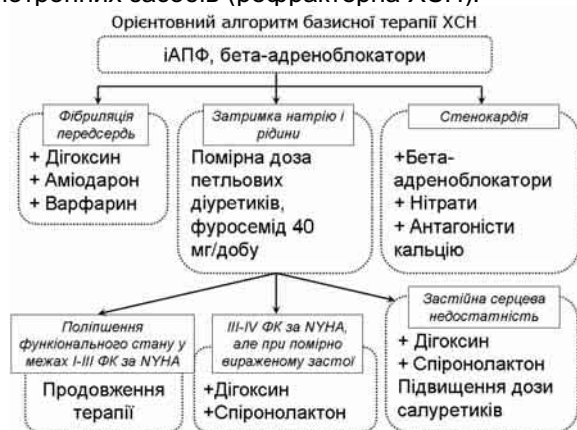 Орієнтовний алгоритм базисної терапії ХСН
іАПФ, бета-адреноблокатори
Фібриляція
передсердь
+ Дігоксин
+ Аміодарон
+ Варфарин
Затримка натрію і
рідини
Помірна доза
петльових
діуретиків,
фуросемід 40
мг/добу
Стенокардія
+Бета-
адреноблокатори
+ Нітрати
+ Антагоністи
кальцію
Поліпшення
функціонального стану у
межах І-ІІІ ФК за NYHA
Продовження
терапії
III-IV ФК за NYHA,
але при помірно
вираженому застої
+Дігоксин
+Спіронолактон
Застійна серцева
недостатність
+ Дігоксин
+ Спіронолактон
Підвищення дози
салуретиків